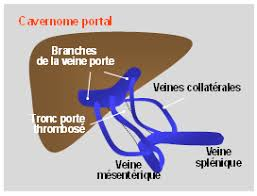 Cavernome portal
Branches
de la veine porte
Veines collatérales
Tronc porte
thrombosé
Veine
mésentérique
Veine
splénique